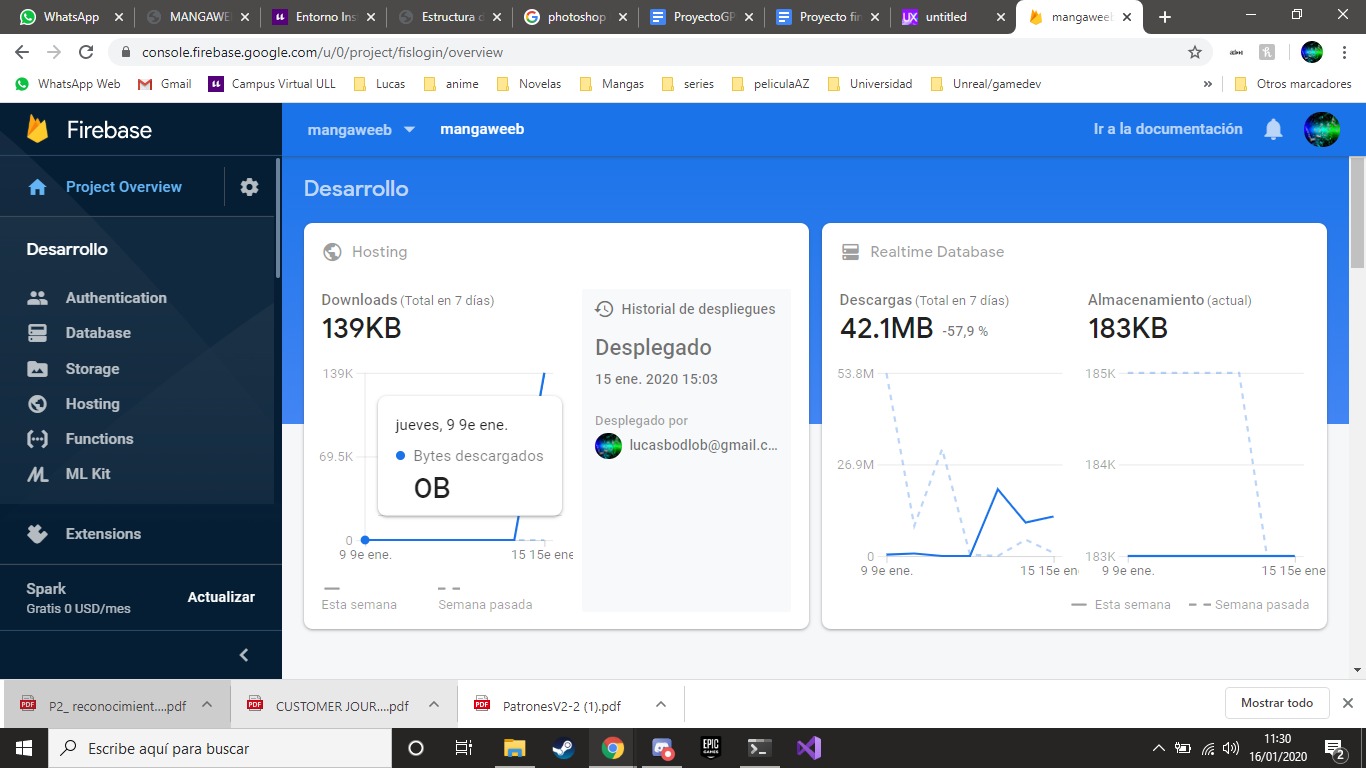 WhatsApp
MANGAWE
Entorno Ins
Estructura d
photoshop
ProyectoGP
Proyecto fin
untitled
mangaweeb
console.firebase.google.com/u/0/project/fislogin/overview
WhatsApp Web
Gmail
Campus Virtual ULL
Lucas
anime
Novelas
Mangas
series
peliculaAZ
Universidad
Unreal/gamedev
»
Otros marcadores
Firebase
mangaweeb
mangaweeb
Ir a la documentación
Project Overview
Desarrollo
Authentication
Database
Storage
Hosting
Functions
ML Kit
Extensions
Spark
Gratis 0 USD/mes
Actualizar
Desarrollo
Hosting
Downloads (Total en 7 días)
139KB
139K
69.5K
0
jueves, 9 9e ene.
Bytes descargados
0B
9 9e ene.
15 15e ene
Esta semana
Semana pasada
Historial de despliegues
Desplegado
15 ene. 2020 15:03
Desplegado por
lucasbodlob@gmail.c...
Realtime Database
Descargas (Total en 7 días)
42.1MB -57,9 %
53.8M
26.9M
0
9 9e ene.
15 15e en
Almacenamiento (actual)
183KB
185K
184K
183K
9 9e ene.
15 15e ene.
Esta semana
Semana pasada
P2_ reconocimient....pdf
CUSTOMER JOUR....pdf
PatronesV2-2 (1).pdf
Mostrar todo
Escribe aquí para buscar
EPIC
GAMES
11:30
16/01/2020
2